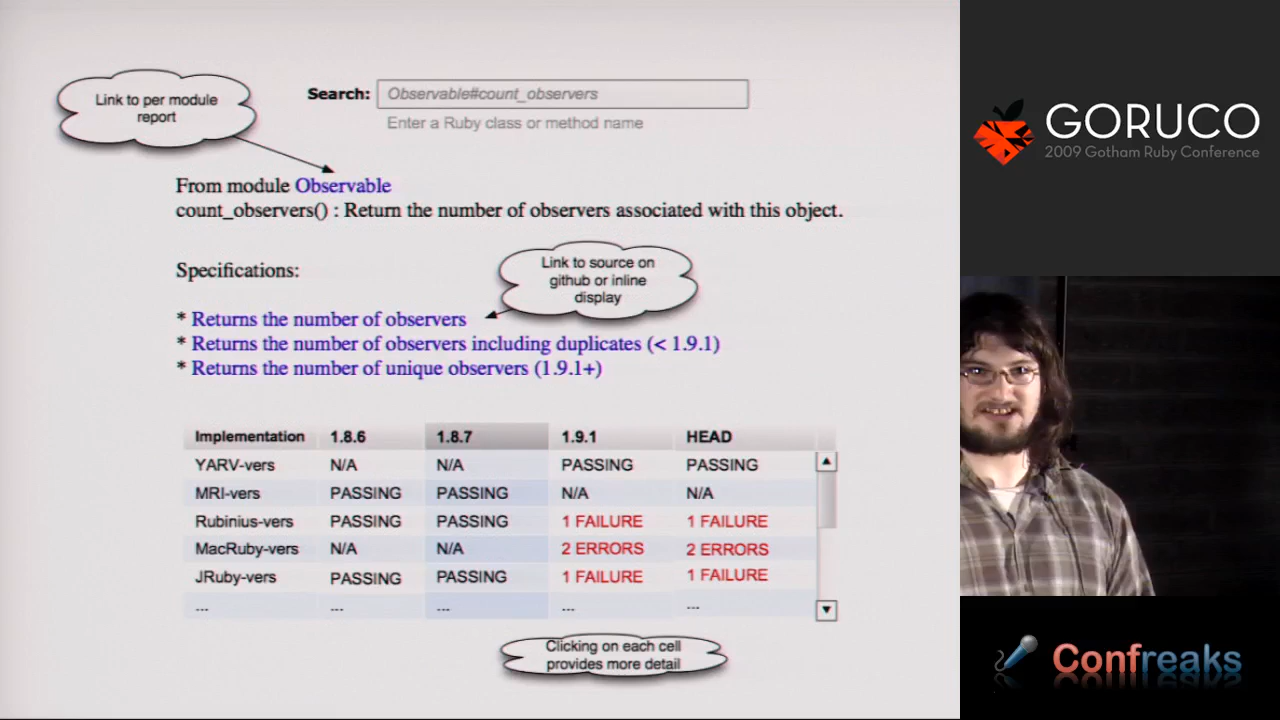 Link to per module
report
Search: Observable#count_observers
Enter a Ruby class or method name
From module Observable
count_observers() : Return the number of observers associated with this object.
Specifications:
Link to source on
github or inline
display
* Returns the number of observers
* Returns the number of observers including duplicates (< 1.9.1)
* Returns the number of unique observers (1.9.1+)
Implementation 1.8.6 1.8.7 1.9.1 HEAD
YARV-vers N/A N/A PASSING PASSING
MRI-vers PASSING PASSING N/A N/A
Rubinius-vers PASSING PASSING 1 FAILURE 1 FAILURE
MacRuby-vers N/A N/A 2 ERRORS 2 ERRORS
JRuby-vers PASSING PASSING 1 FAILURE 1 FAILURE
... ... ... ... ...
Clicking on each cell
provides more detail
GORUCO
2009 Gotham Ruby Conference
Confreaks